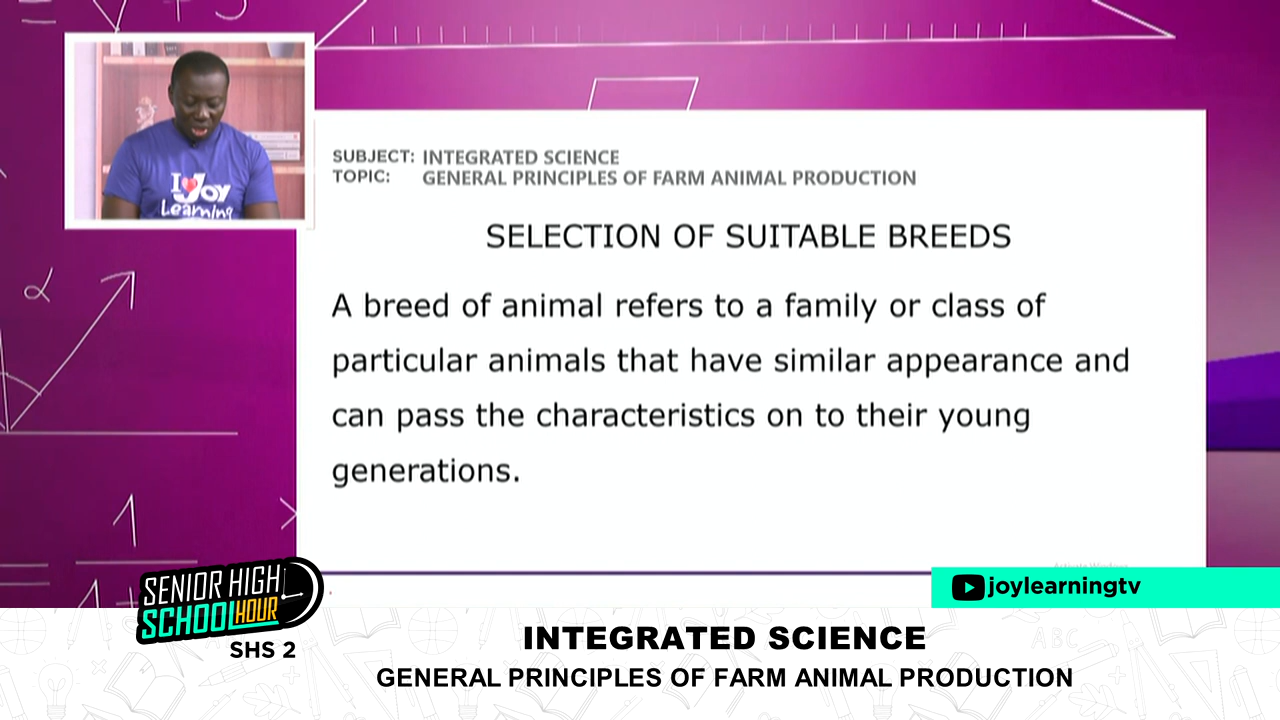 I Joy
Learning
SUBJECT: INTEGRATED SCIENCE
TOPIC: GENERAL PRINCIPLES OF FARM ANIMAL PRODUCTION
SELECTION OF SUITABLE BREEDS
A breed of animal refers to a family or class of
particular animals that have similar appearance and
can pass the characteristics on to their young
generations.
α
1
SENIOR HIGH
SCHOOL HOUR
SHS 2
joylearningtv
INTEGRATED SCIENCE
GENERAL PRINCIPLES OF FARM ANIMAL PRODUCTION
ABC